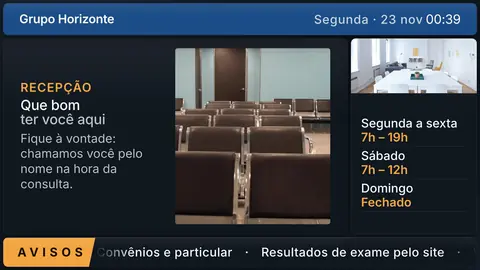 Grupo Horizonte
Segunda · 23 nov 00:39
RECEPÇÃO
Que bom
ter você aqui
Fique à vontade:
chamamos você pelo
nome na hora da
consulta.
Segunda a sexta
7h – 19h
Sábado
7h – 12h
Domingo
Fechado
AVISOS
Convênios e particular · Resultados de exame pelo site ·